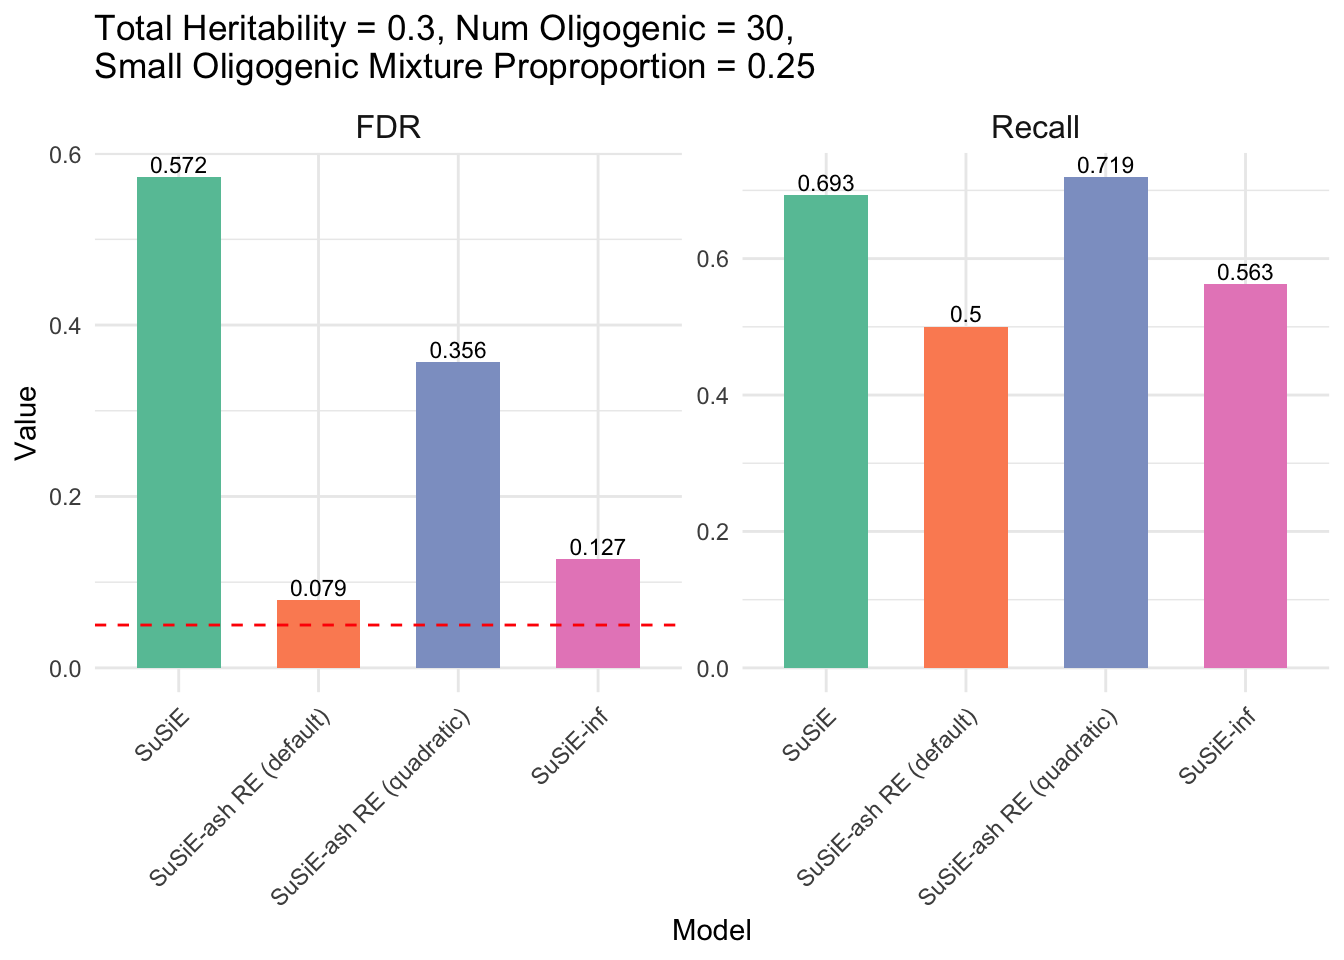 Total Heritability = 0.3, Num Oligogenic = 30,
Small Oligogenic Mixture Proproportion = 0.25
FDR
Recall
Value
0.6
0.4
0.2
0.0
0.572
0.079
0.356
0.127
0.6
0.4
0.2
0.0
0.693
0.5
0.719
0.563
SuSiE
SuSiE-ash RE (default)
SuSiE-ash RE (quadratic)
SuSiE-inf
SuSiE
SuSiE-ash RE (default)
SuSiE-ash RE (quadratic)
SuSiE-inf
Model